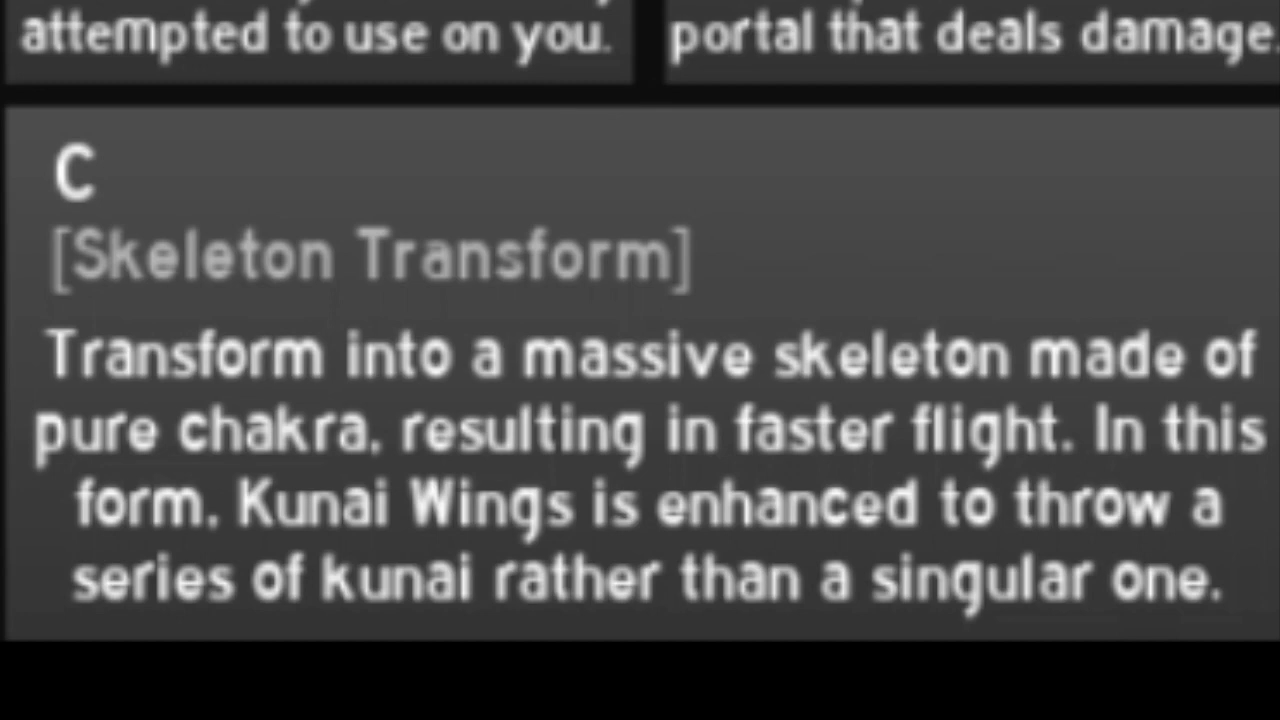 attempted to use on you.
portal that deals damage.
C
[Skeleton Transform]
Transform into a massive skeleton made of
pure chakra, resulting in faster flight. In this
form, Kunai Wings is enhanced to throw a
series of kunai rather than a singular one.